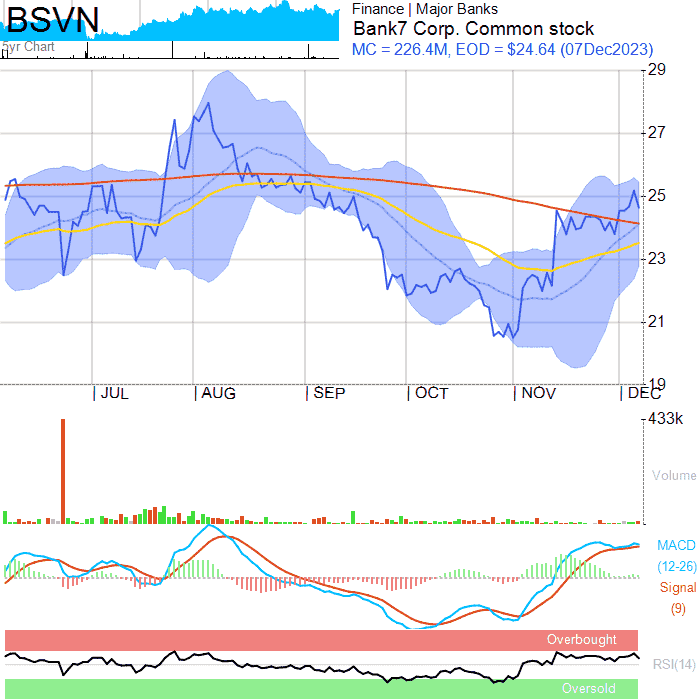 BSVN
5yr Chart
Finance | Major Banks
Bank7 Corp. Common stock
MC = 226.4M, EOD = $24.64 (07Dec2023)
29
27
25
23
21
19
JUL
AUG
SEP
OCT
NOV
DEC
433k
Volume
MACD
(12-26)
Signal
(9)
Overbought
RSI(14)
Oversold